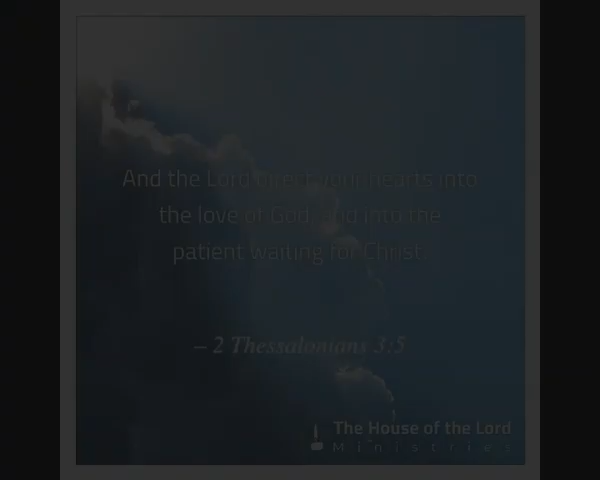 And the Lord direct your hearts into
the love of God, and into the
patient waiting for Christ.
– 2 Thessalonians 3:5
The House of the Lord
Ministries